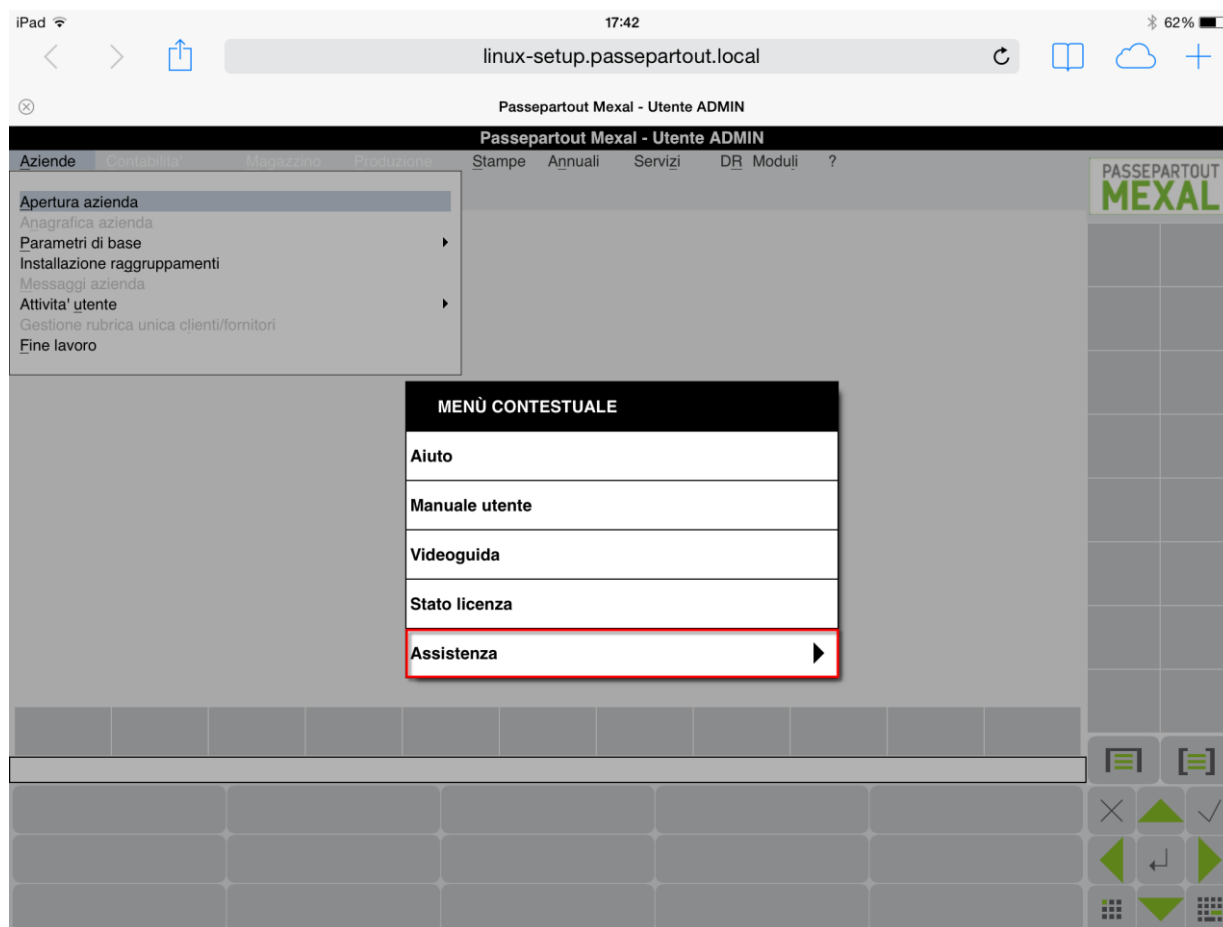 iPad 17:42 62%
linux-setup.passepartout.local
Passepartout Mexal - Utente ADMIN
Passepartout Mexal - Utente ADMIN
Aziende Contabilita' Magazzino Produzione Stampe Annuali Servizi DR Moduli ?
PASSEPARTOUT
MEXAL
Apertura azienda
Anagrafica azienda
Parametri di base
Installazione raggruppamenti
Messaggi azienda
Attivita' utente
Gestione rubrica unica clienti/fornitori
Fine lavoro
MENÙ CONTESTUALE
Aiuto
Manuale utente
Videoguida
Stato licenza
Assistenza